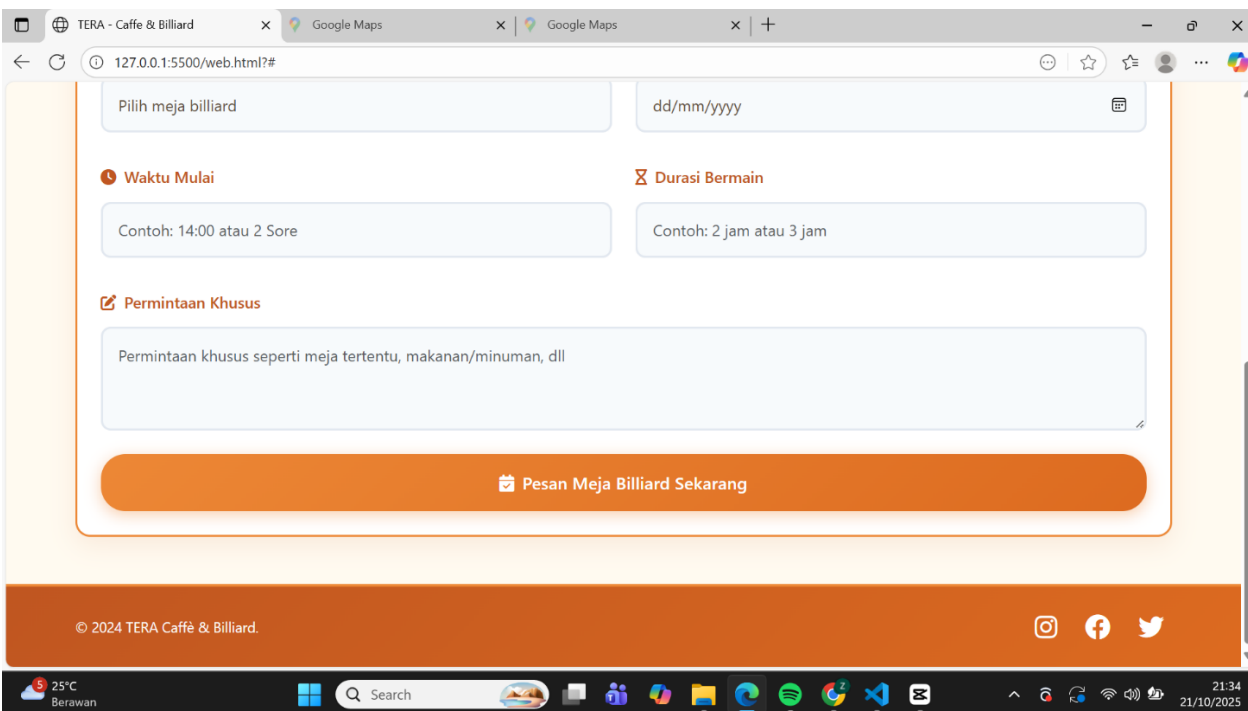 TERA - Caffe & Billiard
Google Maps
Google Maps
127.0.0.1:5500/web.html?#
Pilih meja billiard
dd/mm/yyyy
Waktu Mulai
Durasi Bermain
Contoh: 14:00 atau 2 Sore
Contoh: 2 jam atau 3 jam
Permintaan Khusus
Permintaan khusus seperti meja tertentu, makanan/minuman, dll
Pesan Meja Billiard Sekarang
© 2024 TERA Caffè & Billiard.
5
25°C
Berawan
Search
Z
21:34
21/10/2025